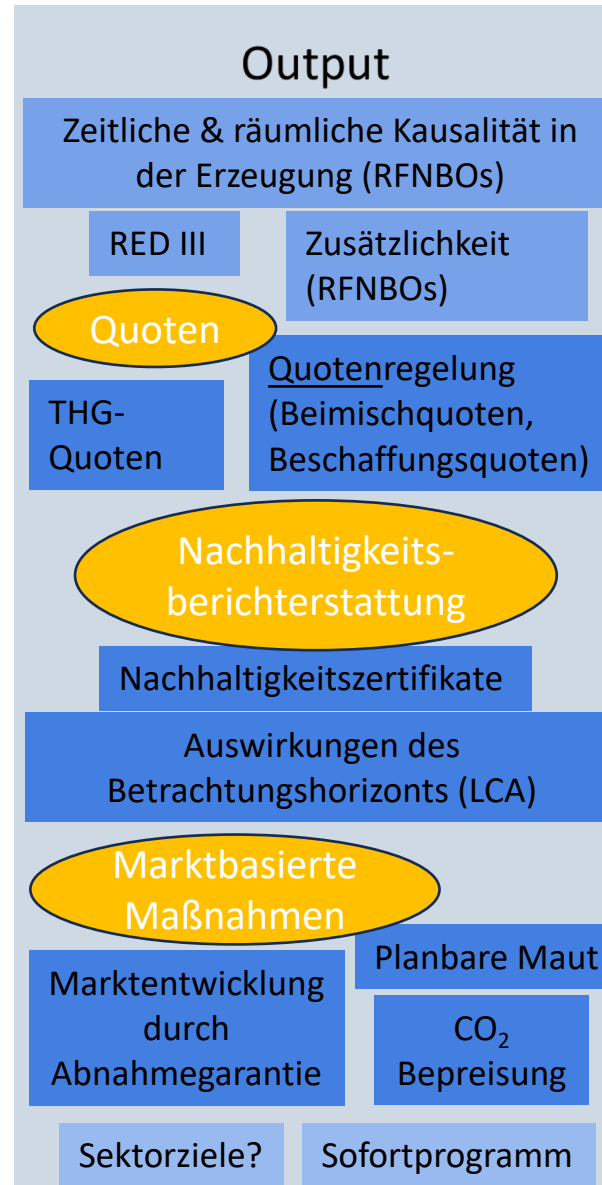 Output
Zeitliche & räumliche Kausalität in
der Erzeugung (RFNBOs)
RED III
Zusätzlichkeit
(RFNBOs)
Quoten
THG-
Quoten
Quotenregelung
(Beimischquoten,
Beschaffungsquoten)
Nachhaltigkeits-
berichterstattung
Nachhaltigkeitszertifikate
Auswirkungen des
Betrachtungshorizonts (LCA)
Marktbasierte
Maßnahmen
Planbare Maut
Marktentwicklung
durch
Abnahmegarantie
CO₂
Bepreisung
Sektorziele?
Sofortprogramm